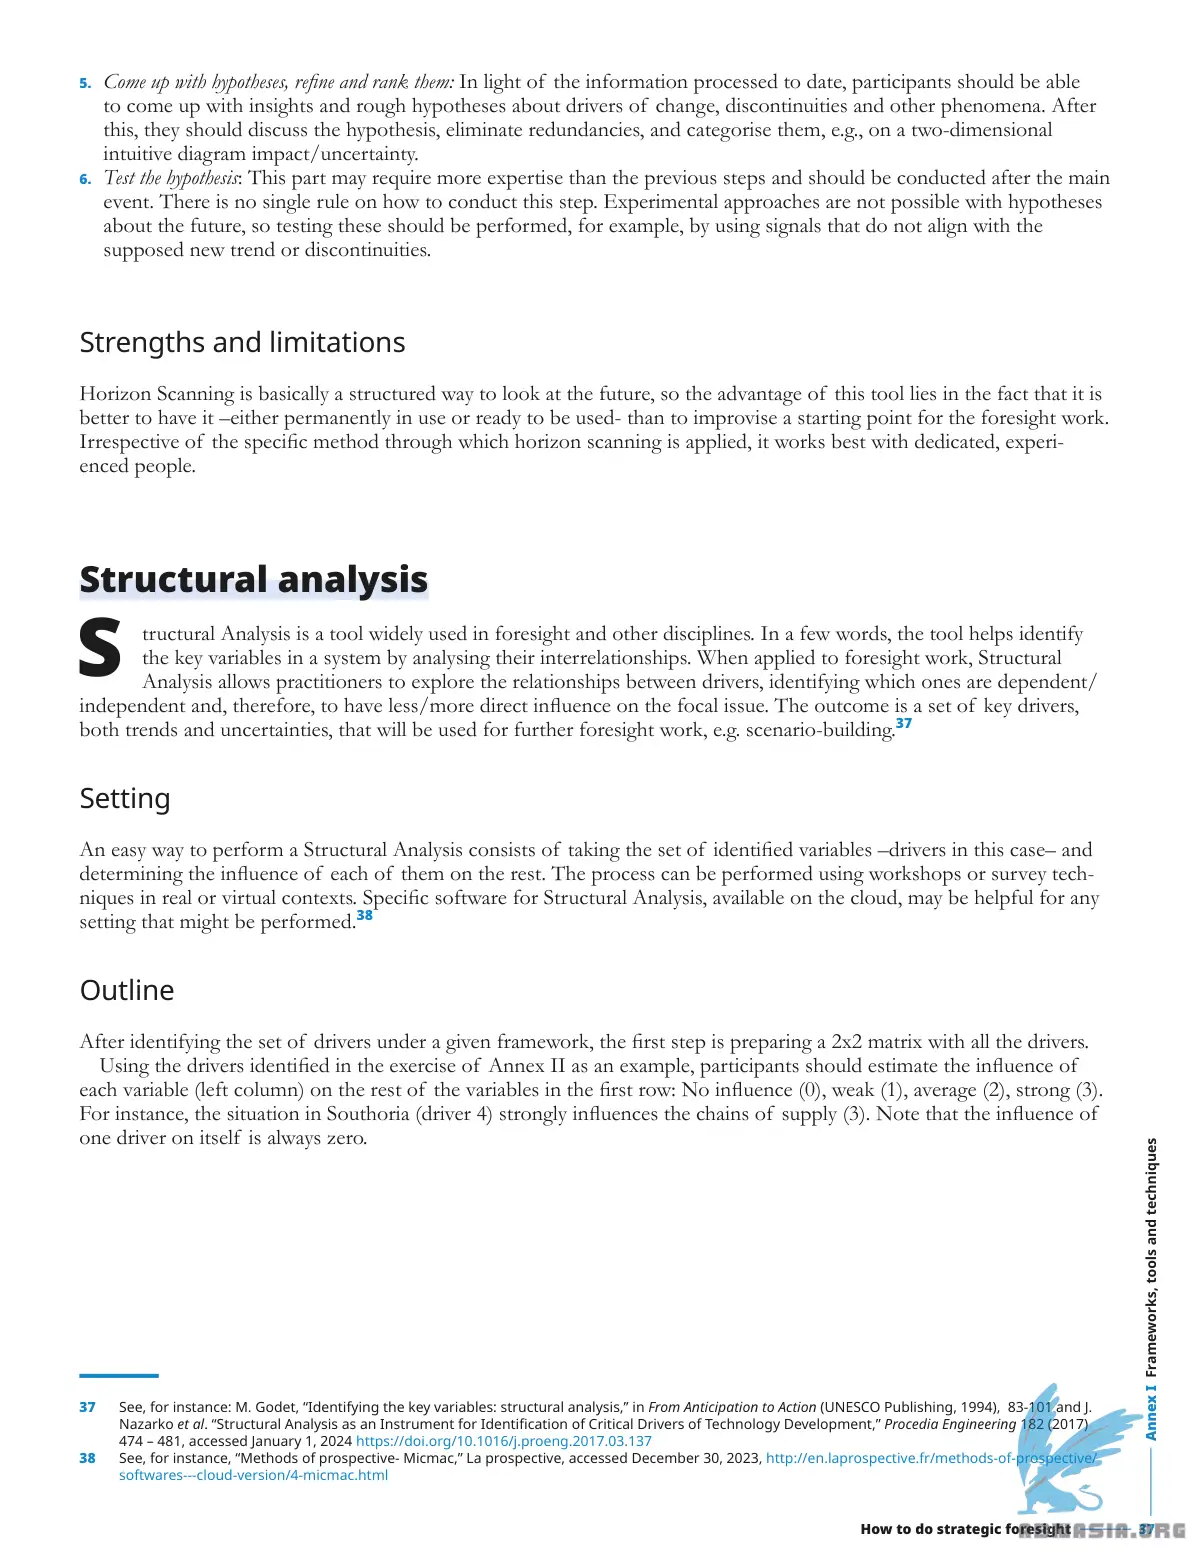 5. Come up with hypotheses, refine and rank them: In light of the information processed to date, participants should be able
to come up with insights and rough hypotheses about drivers of change, discontinuities and other phenomena. After
this, they should discuss the hypothesis, eliminate redundancies, and categorise them, e.g., on a two-dimensional
intuitive diagram impact/uncertainty.
6. Test the hypothesis: This part may require more expertise than the previous steps and should be conducted after the main
event. There is no single rule on how to conduct this step. Experimental approaches are not possible with hypotheses
about the future, so testing these should be performed, for example, by using signals that do not align with the
supposed new trend or discontinuities.
Strengths and limitations
Horizon Scanning is basically a structured way to look at the future, so the advantage of this tool lies in the fact that it is
better to have it –either permanently in use or ready to be used- than to improvise a starting point for the foresight work.
Irrespective of the specific method through which horizon scanning is applied, it works best with dedicated, experi-
enced people.
Structural analysis
Structural Analysis is a tool widely used in foresight and other disciplines. In a few words, the tool helps identify
the key variables in a system by analysing their interrelationships. When applied to foresight work, Structural
Analysis allows practitioners to explore the relationships between drivers, identifying which ones are dependent/
independent and, therefore, to have less/more direct influence on the focal issue. The outcome is a set of key drivers,
both trends and uncertainties, that will be used for further foresight work, e.g. scenario-building.37
Setting
An easy way to perform a Structural Analysis consists of taking the set of identified variables –drivers in this case– and
determining the influence of each of them on the rest. The process can be performed using workshops or survey tech-
niques in real or virtual contexts. Specific software for Structural Analysis, available on the cloud, may be helpful for any
setting that might be performed.38
Outline
After identifying the set of drivers under a given framework, the first step is preparing a 2x2 matrix with all the drivers.
Using the drivers identified in the exercise of Annex II as an example, participants should estimate the influence of
each variable (left column) on the rest of the variables in the first row: No influence (0), weak (1), average (2), strong (3).
For instance, the situation in Southoria (driver 4) strongly influences the chains of supply (3). Note that the influence of
one driver on itself is always zero.
37 See, for instance: M. Godet, “Identifying the key variables: structural analysis,” in From Anticipation to Action (UNESCO Publishing, 1994), 83-101 and J.
Nazarko et al. “Structural Analysis as an Instrument for Identification of Critical Drivers of Technology Development,” Procedia Engineering 182 (2017)
474 – 481, accessed January 1, 2024 https://doi.org/10.1016/j.proeng.2017.03.137
38 See, for instance, “Methods of prospective- Micmac,” La prospective, accessed December 30, 2023, http://en.laprospective.fr/methods-of-prospective/
softwares---cloud-version/4-micmac.html
Annex I Frameworks, tools and techniques
How to do strategic foresight 37
ADNASIA.ORG